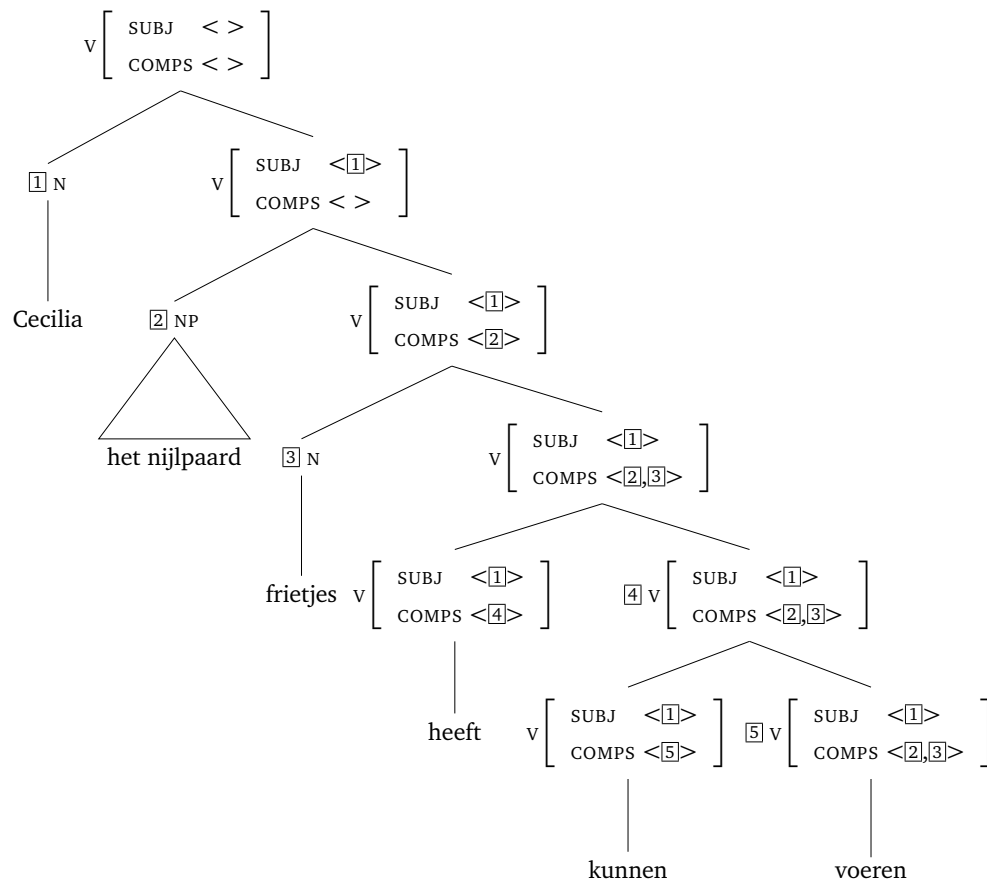 V [ SUBJ < >
COMPS < > ]
1 N V [ SUBJ <1>
COMPS < > ]
Cecilia 2 NP V [ SUBJ <1>
COMPS <2> ]
het nijlpaard 3 N V [ SUBJ <1>
COMPS <2,3> ]
frietjes V [ SUBJ <1>
COMPS <4> ] 4 V [ SUBJ <1>
COMPS <2,3> ]
heeft V [ SUBJ <1>
COMPS <5> ] 5 V [ SUBJ <1>
COMPS <2,3> ]
kunnen voeren